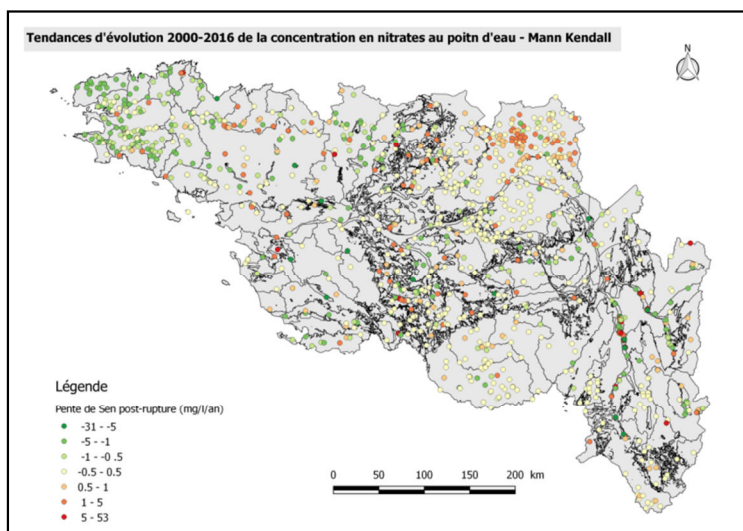 Tendances d'évolution 2000-2016 de la concentration en nitrates au poitn d'eau - Mann Kendall
N
Légende
Pente de Sen post-rupture (mg/l/an)
-31 - -5
-5 - -1
-1 - -0 .5
-0.5 - 0.5
0.5 - 1
1 - 5
5 - 53
0 50 100 150 200 km